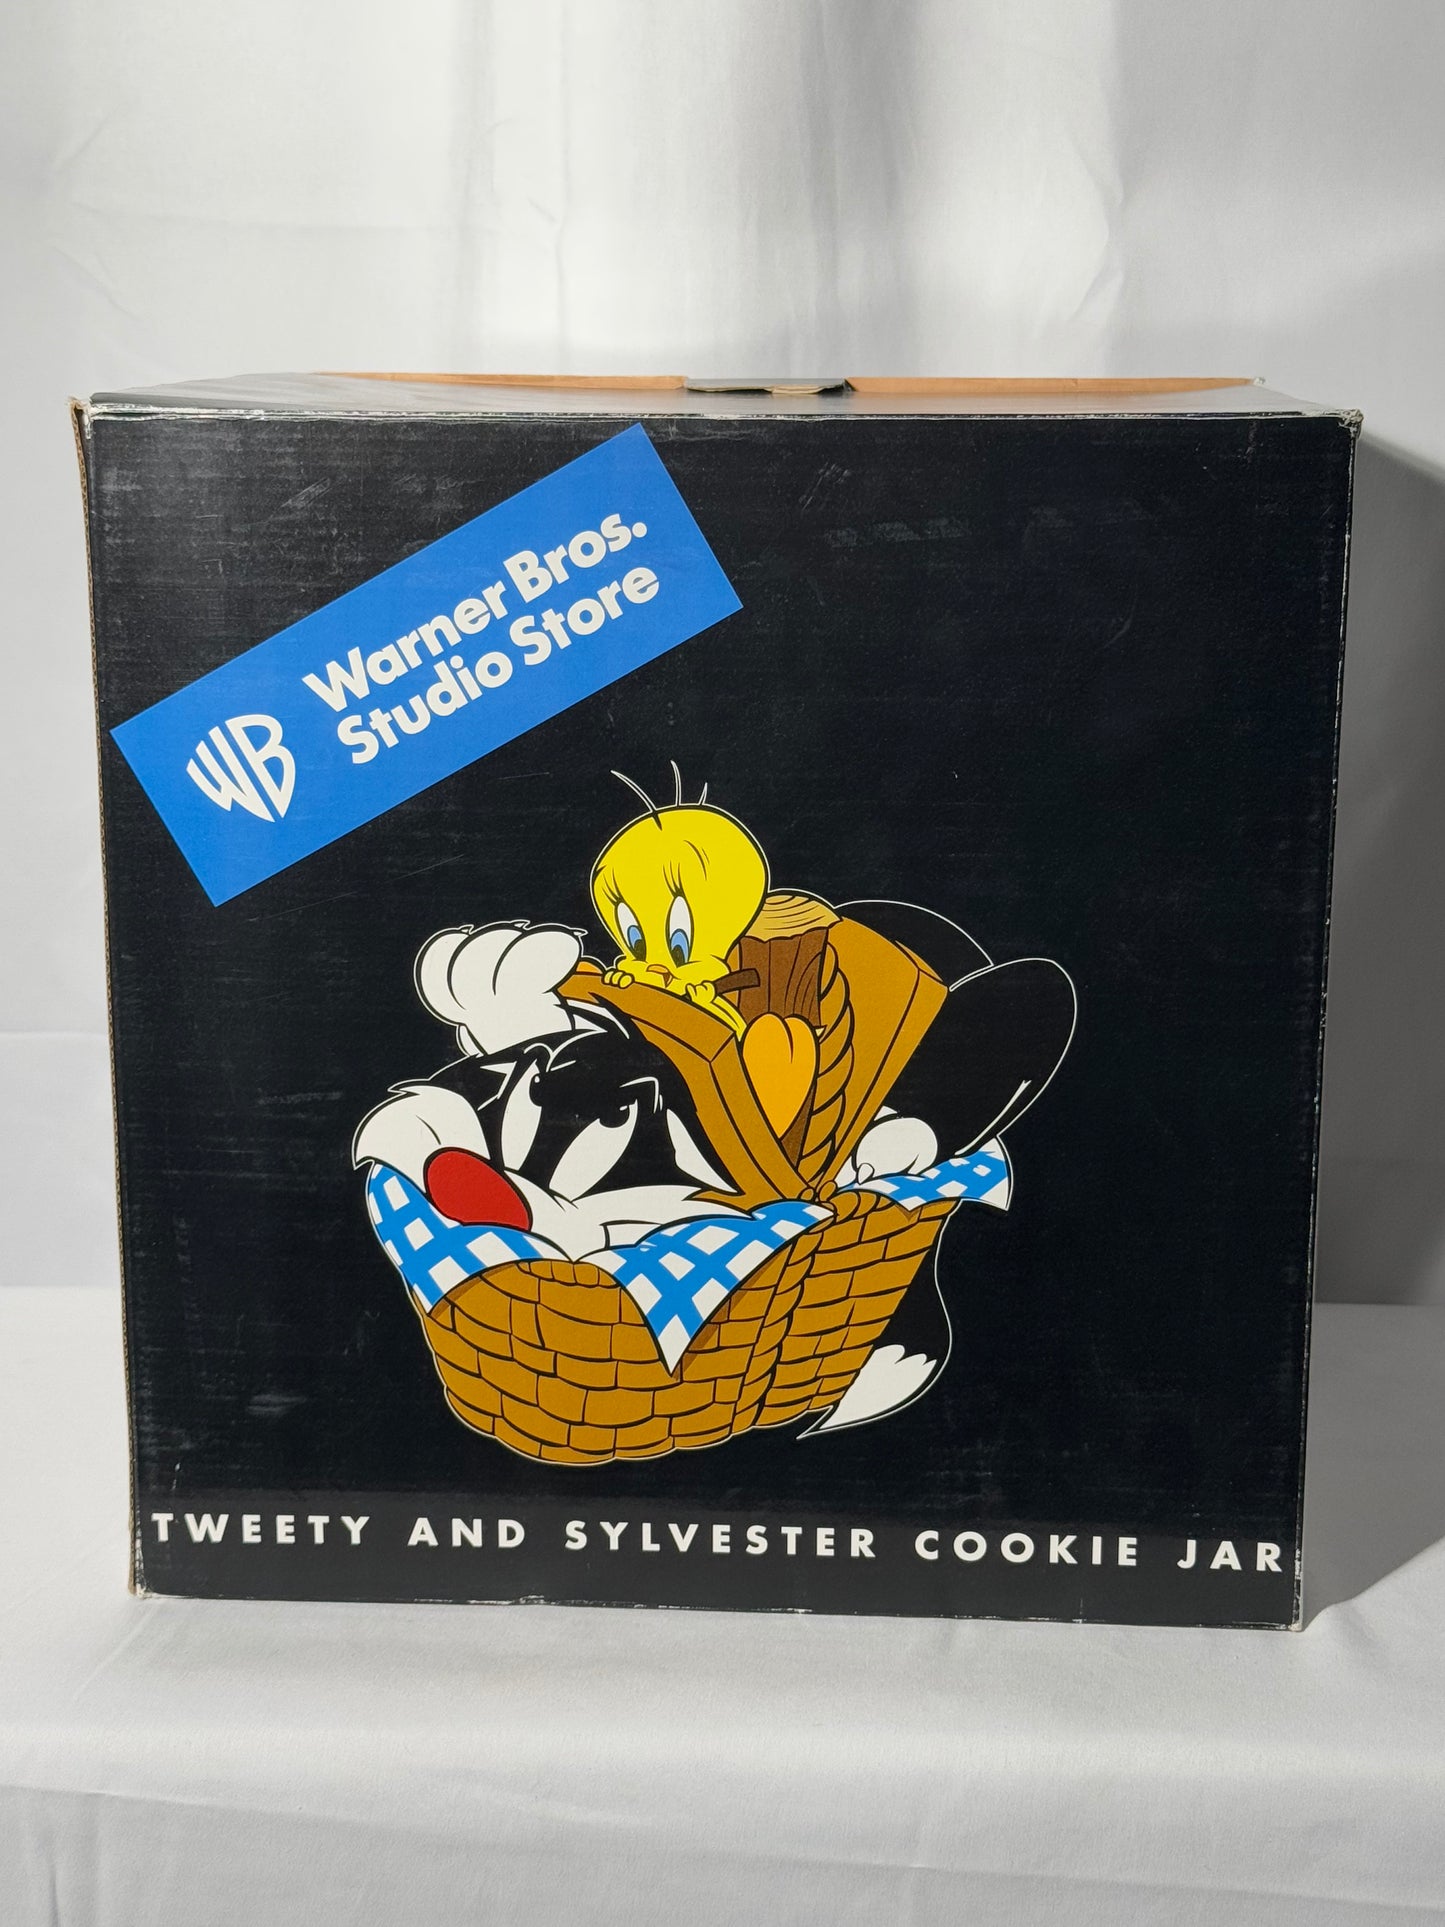 WB
Warner Bros.
Studio Store
TWEETY AND SYLVESTER COOKIE JAR